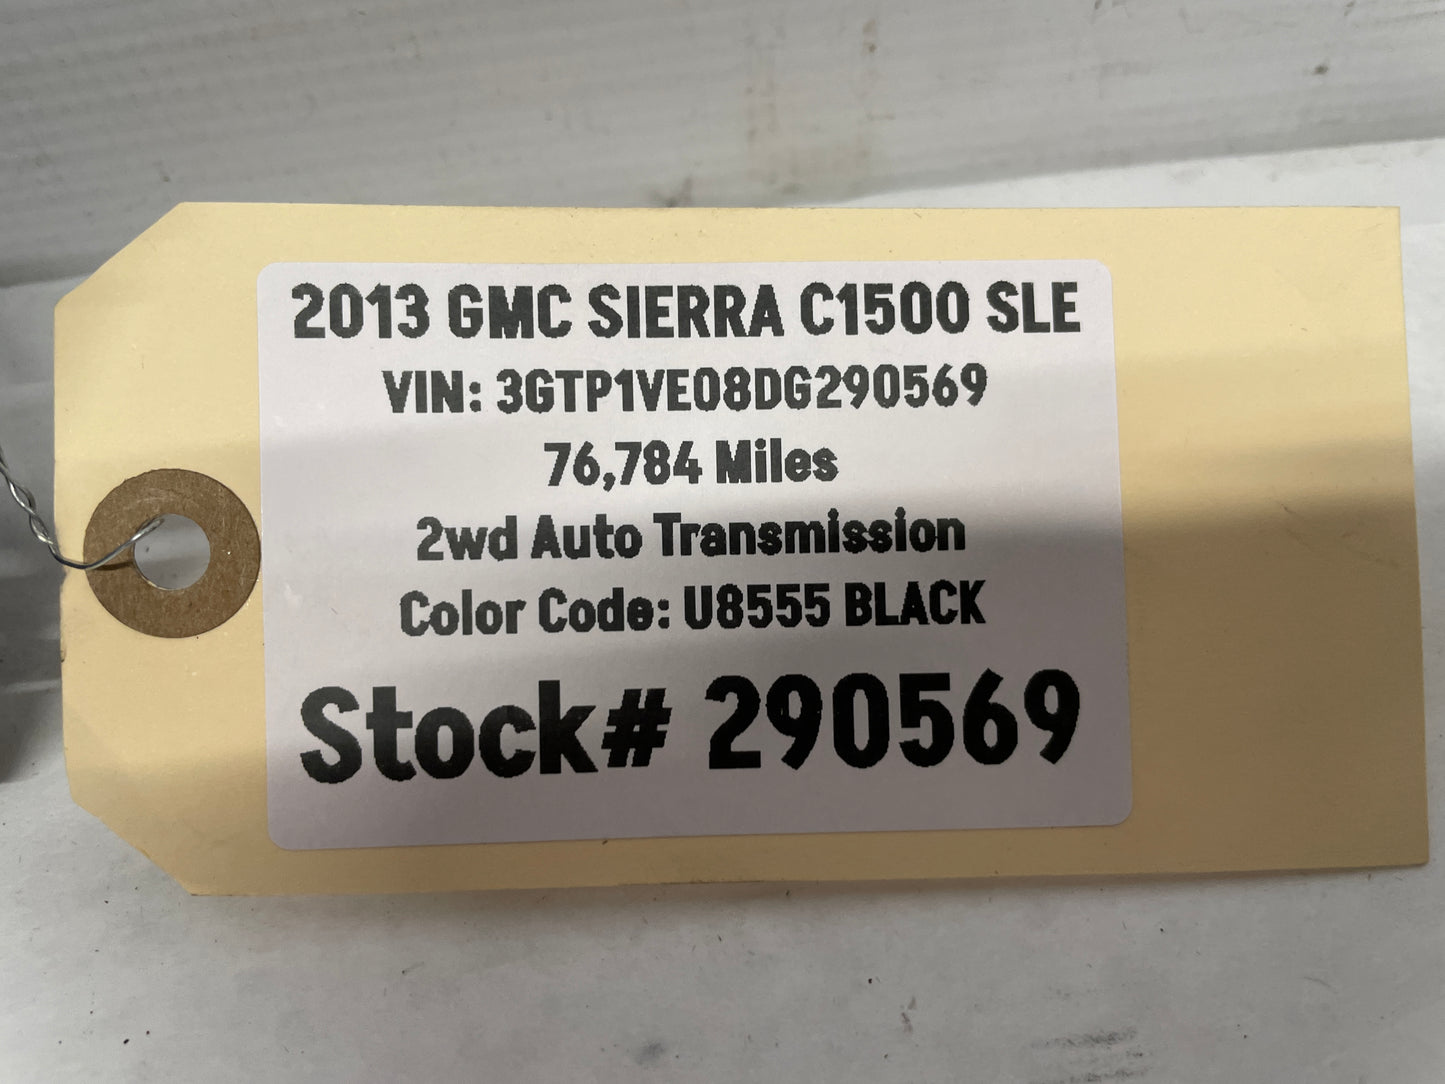 2013 GMC SIERRA C1500 SLE
VIN: 3GTP1VE08DG290569
76,784 Miles
2wd Auto Transmission
Color Code: U8555 BLACK
Stock# 290569